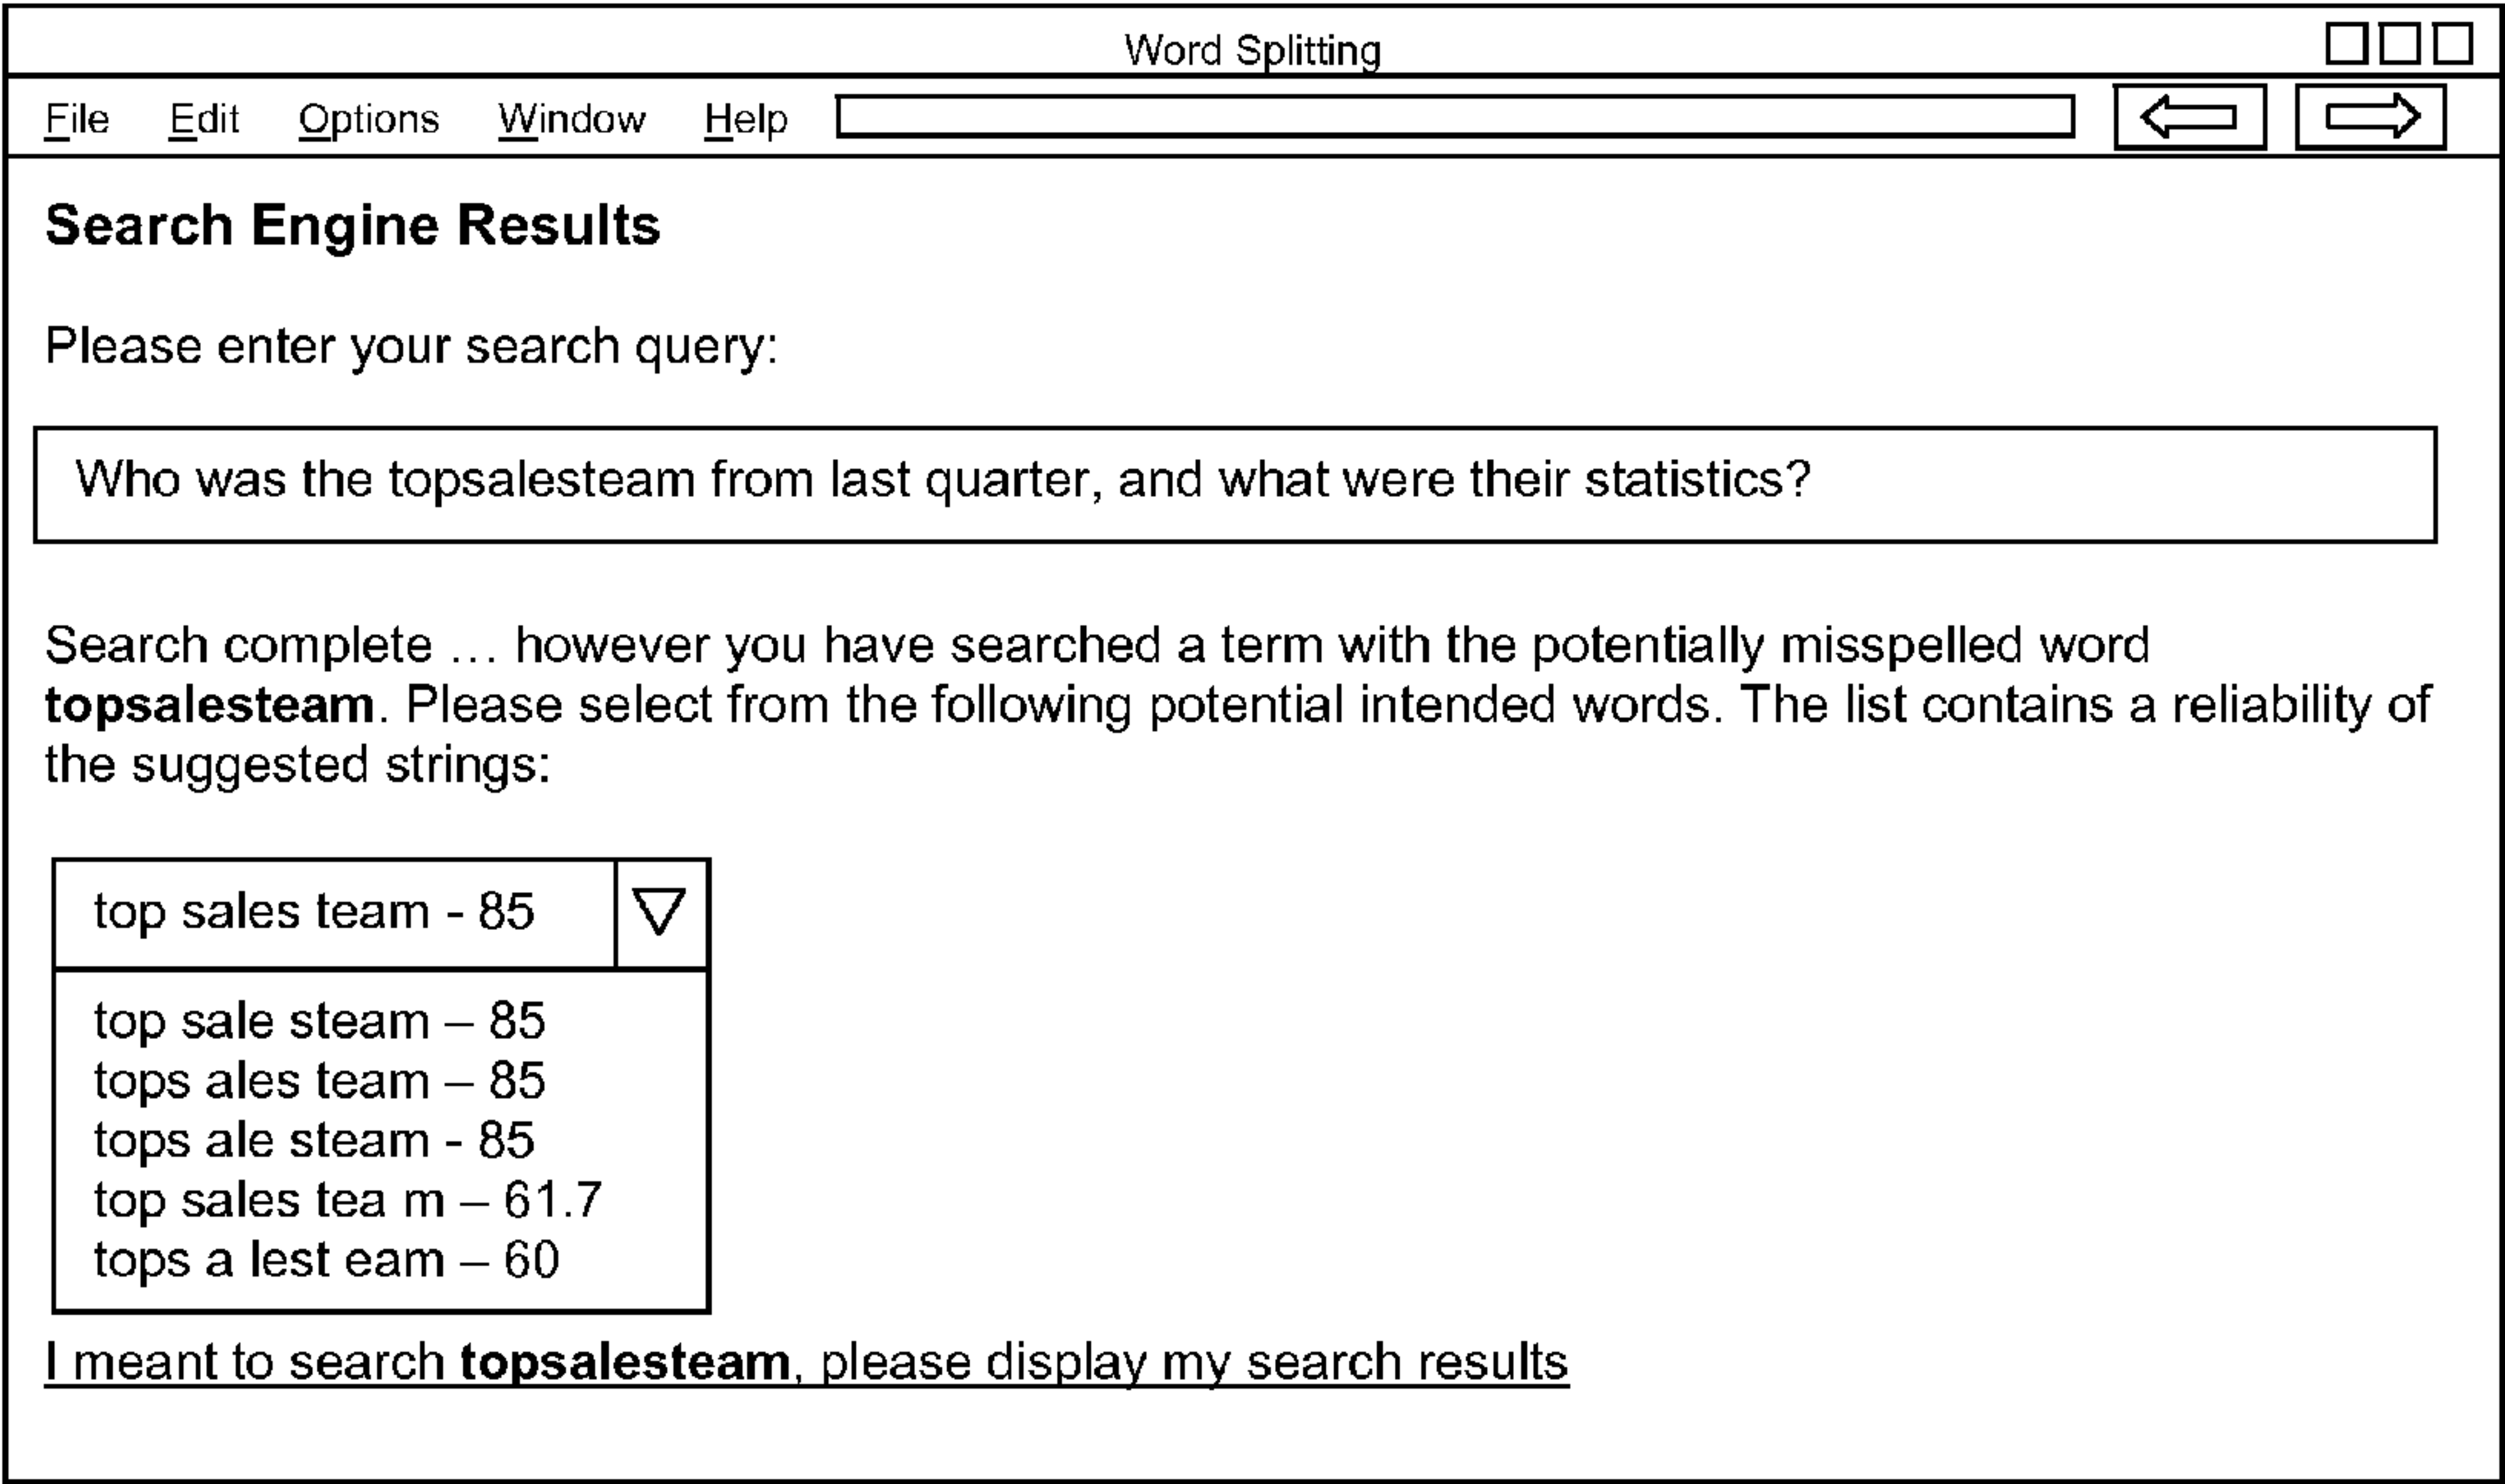 Word Splitting
File Edit Options Window Help
Search Engine Results
Please enter your search query:
Who was the topsalesteam from last quarter, and what were their statistics?
Search complete ... however you have searched a term with the potentially misspelled word
topsalesteam. Please select from the following potential intended words. The list contains a reliability of
the suggested strings:
top sales team - 85
top sale steam – 85
tops ales team – 85
tops ale steam - 85
top sales tea m – 61.7
tops a lest eam – 60
I meant to search topsalesteam, please display my search results